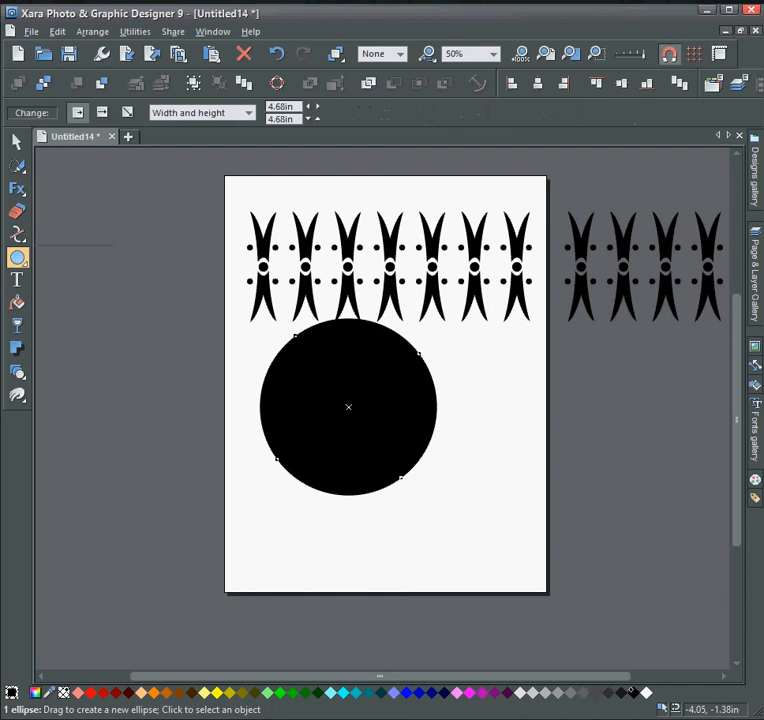 Xara Photo & Graphic Designer 9 - [Untitled14 *]
File Edit Arrange Utilities Share Window Help
None 50%
Change: Width and height 4.68in
4.68in
Untitled14 *
Designs gallery
Page & Layer Gallery
Fonts gallery
1 ellipse: Drag to create a new ellipse; Click to select an object -4.05, -1.38in